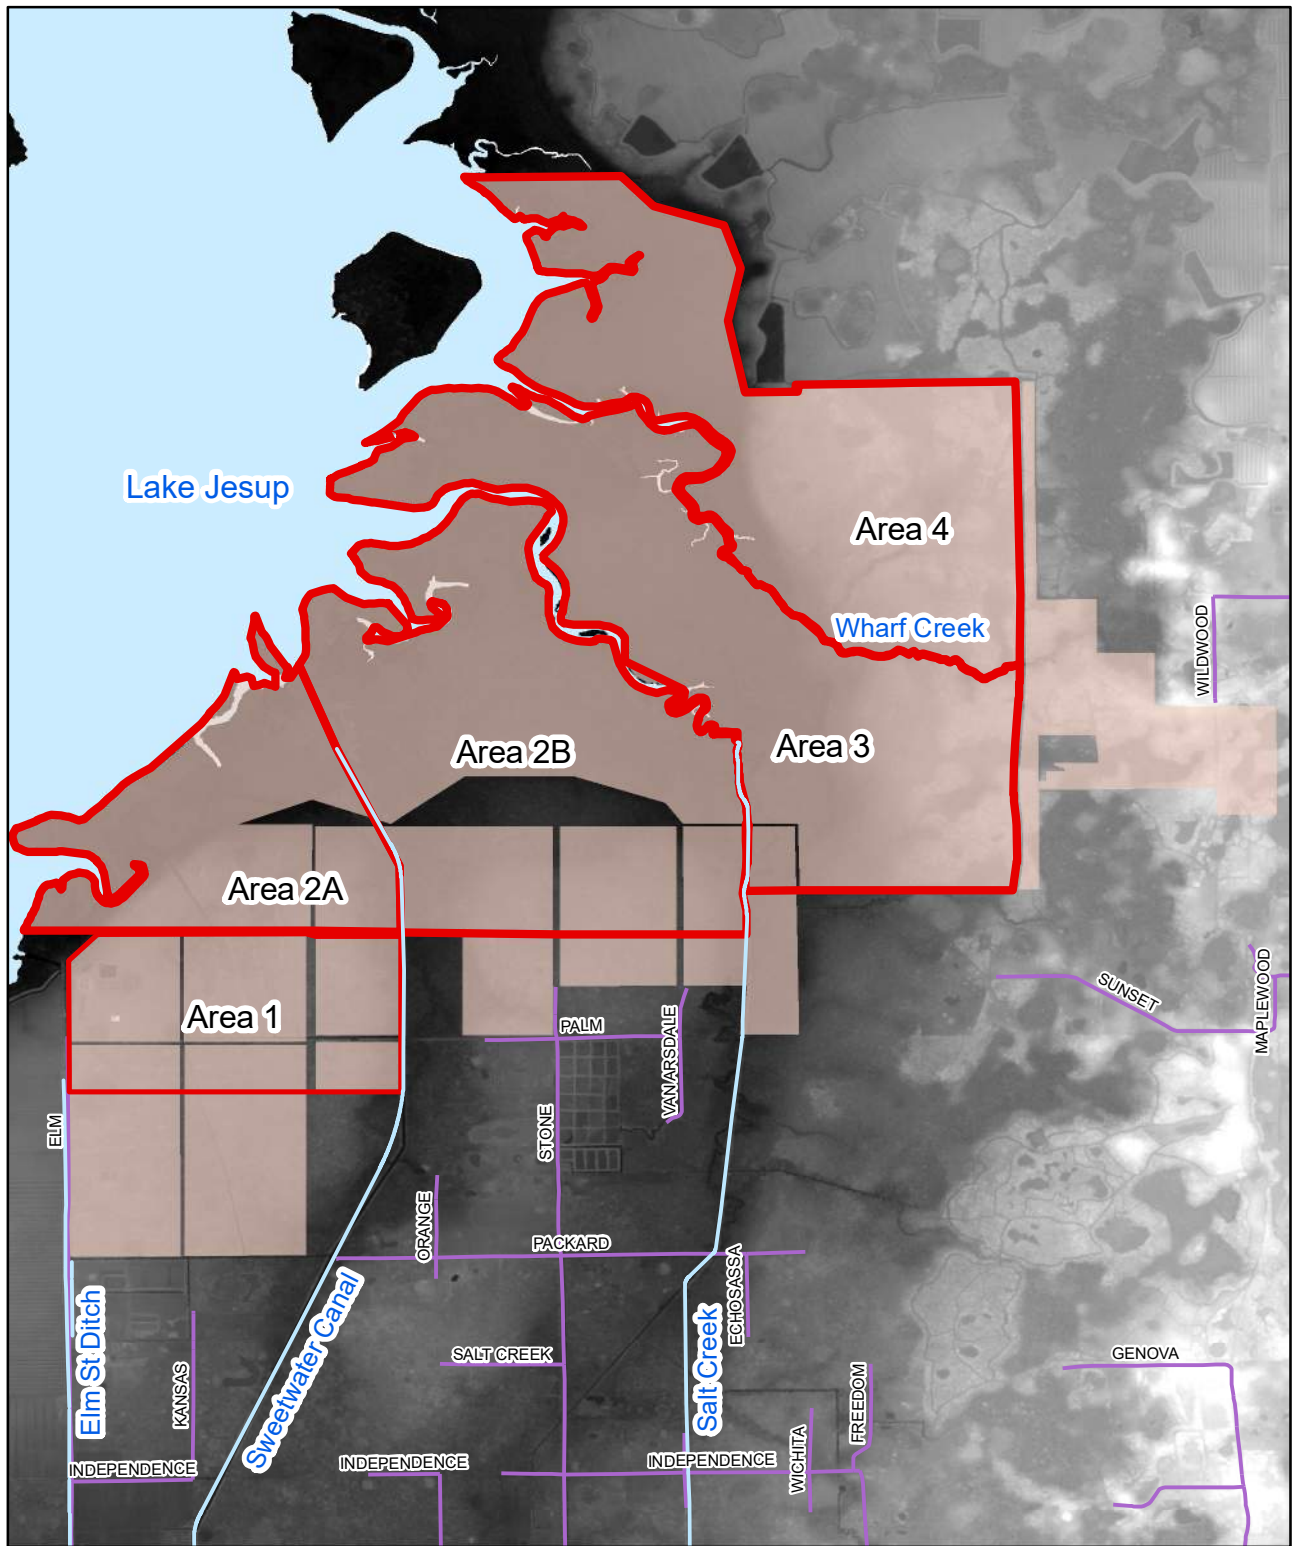 Lake Jesup
Area 4
WILDWOOD
Wharf Creek
Area 2B
Area 3
Area 2A
MAPLEWOOD
SUNSET
Area 1
PALM
VAN ARSDALE
ELM
STONE
ORANGE
PACKARD
ECHOSASSA
Elm St Ditch
Sweetwater Canal
Salt Creek
SALT CREEK
GENOVA
KANSAS
FREEDOM
WICHITA
INDEPENDENCE
INDEPENDENCE
INDEPENDENCE